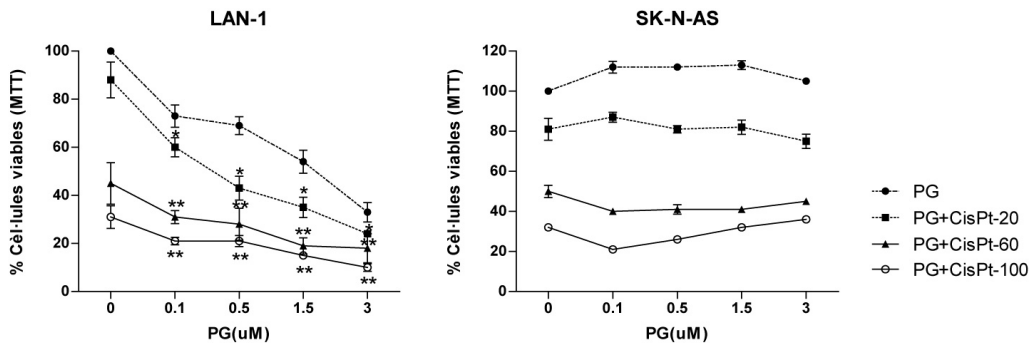 LAN-1
% Cèl·lules viables (MTT)
100
80
60
40
20
0
* * * *
** ** ** **
** ** ** **
0 0.1 0.5 1.5 3
PG(uM)
SK-N-AS
% Cèl·lules viables (MTT)
120
100
80
60
40
20
0
0 0.1 0.5 1.5 3
PG(uM)
PG
PG+CisPt-20
PG+CisPt-60
PG+CisPt-100